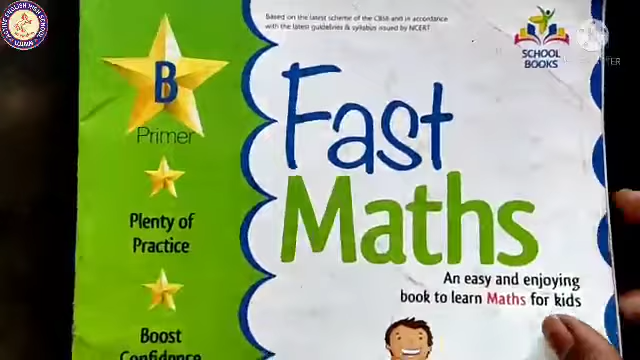 Based on the latest scheme of the CBSE and in accordance
with the latest guidelines & syllabus issued by NCERT
SCHOOL
BOOKS
B
Primer
Fast
Maths
Plenty of
Practice
An easy and enjoying
book to learn Maths for kids
Boost
Confidence